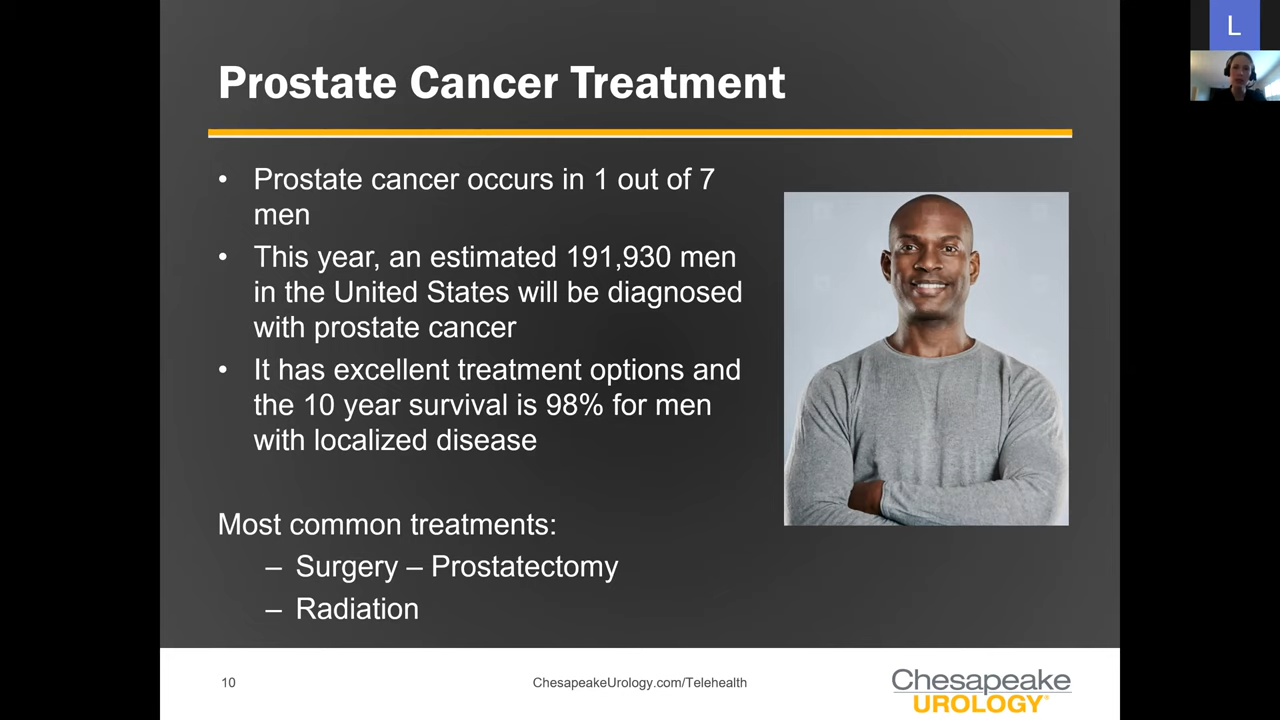 L
Prostate Cancer Treatment
• Prostate cancer occurs in 1 out of 7
men
• This year, an estimated 191,930 men
in the United States will be diagnosed
with prostate cancer
• It has excellent treatment options and
the 10 year survival is 98% for men
with localized disease
Most common treatments:
– Surgery – Prostatectomy
– Radiation
10
ChesapeakeUrology.com/Telehealth
Chesapeake
UROLOGY®